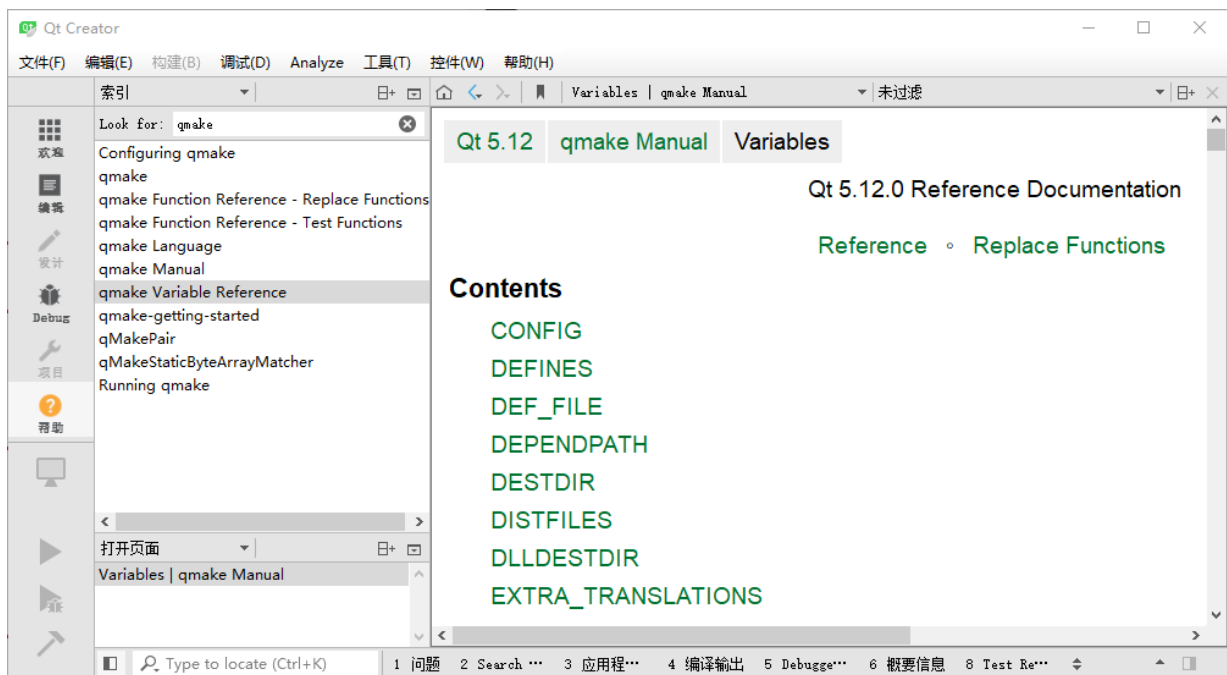 Qt Creator
文件(F) 编辑(E) 构建(B) 调试(D) Analyze 工具(T) 控件(W) 帮助(H)
索引
Variables | qmake Manual
未过滤
Look for: qmake
欢迎
编辑
设计
Debug
项目
帮助
Configuring qmake
qmake
qmake Function Reference - Replace Functions
qmake Function Reference - Test Functions
qmake Language
qmake Manual
qmake Variable Reference
qmake-getting-started
qMakePair
qMakeStaticByteArrayMatcher
Running qmake
打开页面
Variables | qmake Manual
Qt 5.12 qmake Manual Variables
Qt 5.12.0 Reference Documentation
Reference ◦ Replace Functions
Contents
CONFIG
DEFINES
DEF_FILE
DEPENDPATH
DESTDIR
DISTFILES
DLLDESTDIR
EXTRA_TRANSLATIONS
Type to locate (Ctrl+K) 1 问题 2 Search … 3 应用程… 4 编译输出 5 Debugge… 6 概要信息 8 Test Re…